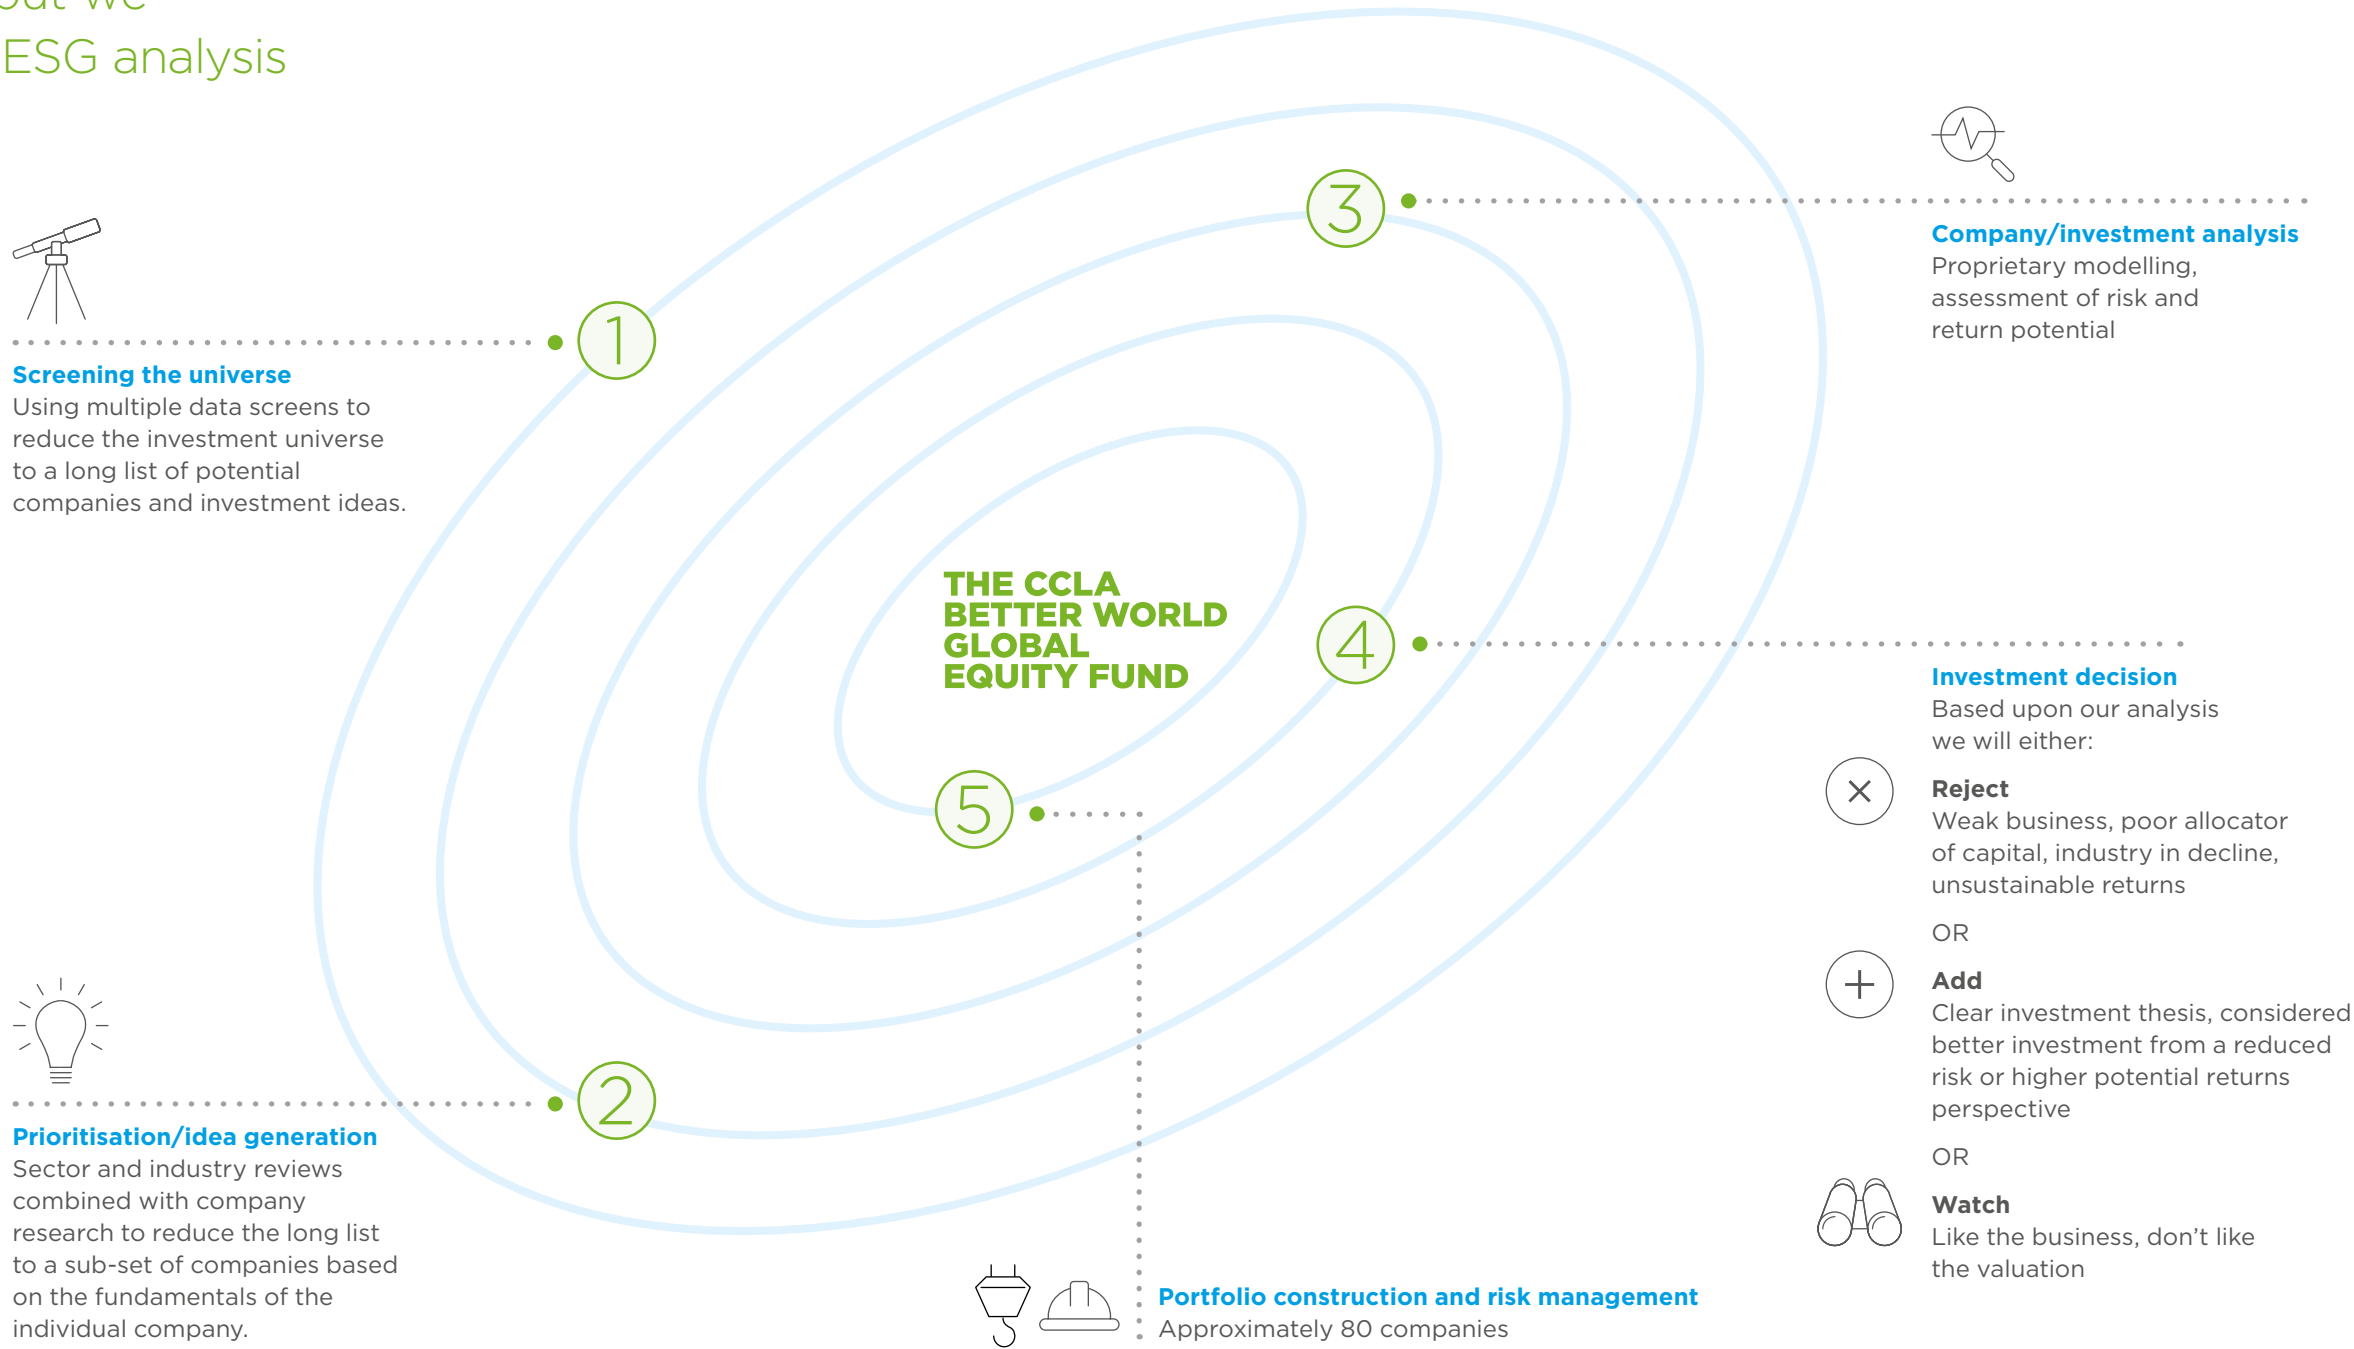 ESG analysis
1
Screening the universe
Using multiple data screens to
reduce the investment universe
to a long list of potential
companies and investment ideas.
2
Prioritisation/idea generation
Sector and industry reviews
combined with company
research to reduce the long list
to a sub-set of companies based
on the fundamentals of the
individual company.
3
Company/investment analysis
Proprietary modelling,
assessment of risk and
return potential
THE CCLA
BETTER WORLD
GLOBAL
EQUITY FUND
4
Investment decision
Based upon our analysis
we will either:
Reject
Weak business, poor allocator
of capital, industry in decline,
unsustainable returns
OR
Add
Clear investment thesis, considered
better investment from a reduced
risk or higher potential returns
perspective
OR
Watch
Like the business, don't like
the valuation
5
Portfolio construction and risk management
Approximately 80 companies